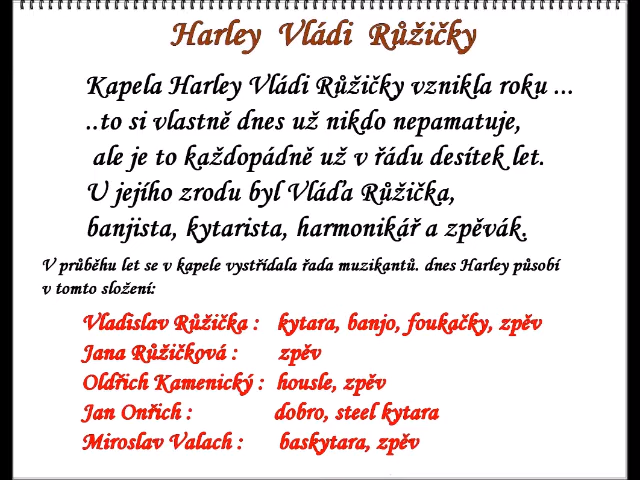 Harley Vládi Růžičky
Kapela Harley Vládi Růžičky vznikla roku ...
..to si vlastně dnes už nikdo nepamatuje,
ale je to každopádně už v řádu desítek let.
U jejího zrodu byl Vláďa Růžička,
banjista, kytarista, harmonikář a zpěvák.
V průběhu let se v kapele vystřídala řada muzikantů. dnes Harley působí
v tomto složení:
Vladislav Růžička : kytara, banjo, foukačky, zpěv
Jana Růžičková : zpěv
Oldřich Kamenický : housle, zpěv
Jan Onřich : dobro, steel kytara
Miroslav Valach : baskytara, zpěv